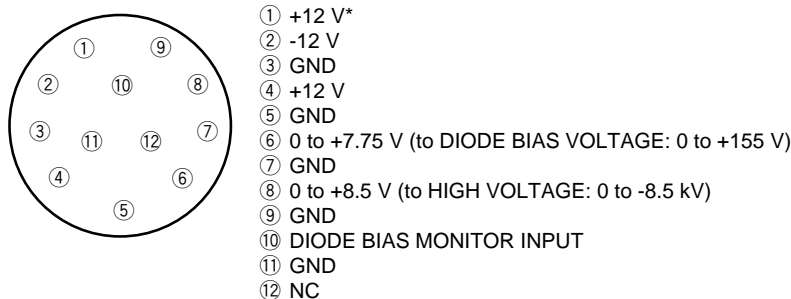 ① ⑨
② ⑩ ⑧
③ ⑪ ⑫ ⑦
④ ⑥
⑤
① +12 V*
② -12 V
③ GND
④ +12 V
⑤ GND
⑥ 0 to +7.75 V (to DIODE BIAS VOLTAGE: 0 to +155 V)
⑦ GND
⑧ 0 to +8.5 V (to HIGH VOLTAGE: 0 to -8.5 kV)
⑨ GND
⑩ DIODE BIAS MONITOR INPUT
⑪ GND
⑫ NC